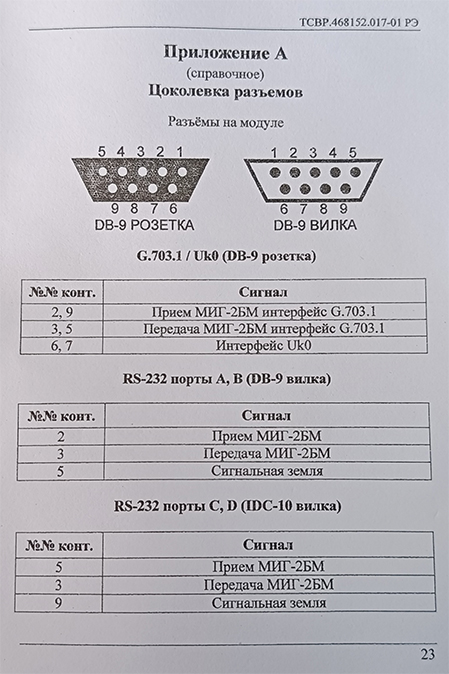 ТСВР.468152.017-01 РЭ
Приложение А
(справочное)
Цоколевка разъемов
Разъёмы на модуле
5 4 3 2 1
1 2 3 4 5
9 8 7 6
6 7 8 9
DB-9 РОЗЕТКА
DB-9 ВИЛКА
G.703.1 / Uk0 (DB-9 розетка)
№№ конт. Сигнал
2, 9 Прием МИГ-2БМ интерфейс G.703.1
3, 5 Передача МИГ-2БМ интерфейс G.703.1
6, 7 Интерфейс Uk0
RS-232 порты A, B (DB-9 вилка)
№№ конт. Сигнал
2 Прием МИГ-2БМ
3 Передача МИГ-2БМ
5 Сигнальная земля
RS-232 порты C, D (IDC-10 вилка)
№№ конт. Сигнал
5 Прием МИГ-2БМ
3 Передача МИГ-2БМ
9 Сигнальная земля
23